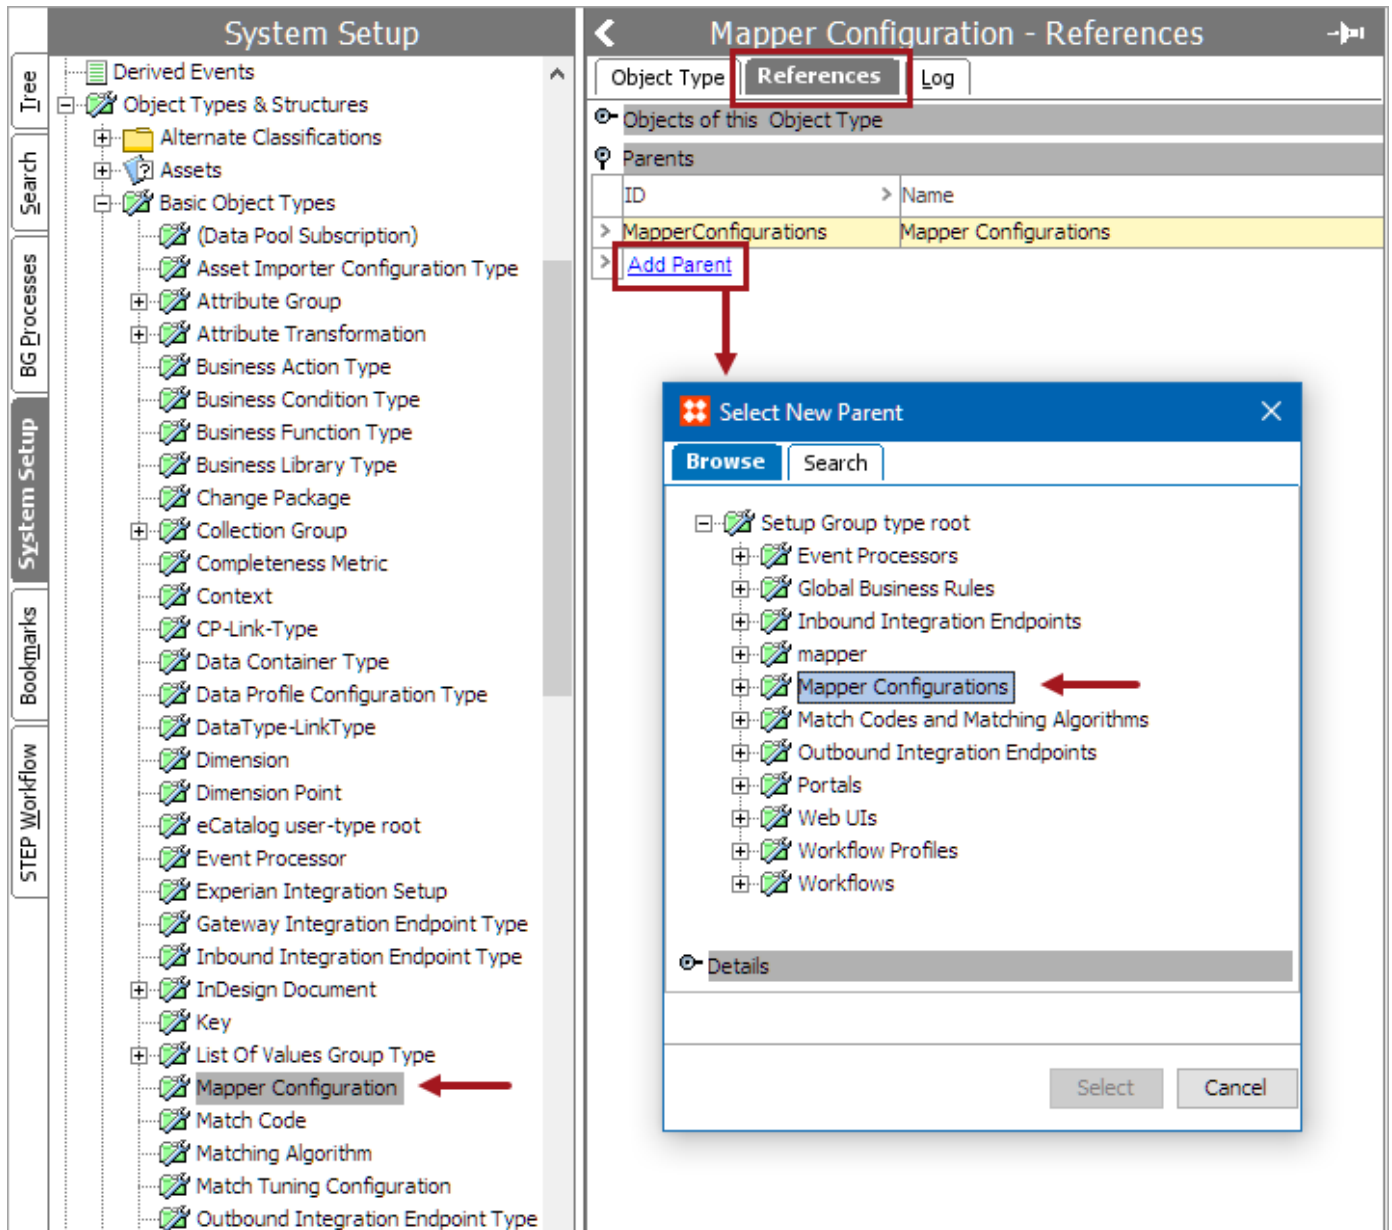 System Setup
Tree
Search
BG Processes
System Setup
Bookmarks
STEP Workflow
Derived Events
Object Types & Structures
Alternate Classifications
Assets
Basic Object Types
(Data Pool Subscription)
Asset Importer Configuration Type
Attribute Group
Attribute Transformation
Business Action Type
Business Condition Type
Business Function Type
Business Library Type
Change Package
Collection Group
Completeness Metric
Context
CP-Link-Type
Data Container Type
Data Profile Configuration Type
DataType-LinkType
Dimension
Dimension Point
eCatalog user-type root
Event Processor
Experian Integration Setup
Gateway Integration Endpoint Type
Inbound Integration Endpoint Type
InDesign Document
Key
List Of Values Group Type
Mapper Configuration
Match Code
Matching Algorithm
Match Tuning Configuration
Outbound Integration Endpoint Type
Mapper Configuration - References
Object Type References Log
Objects of this Object Type
Parents
ID > Name
> MapperConfigurations Mapper Configurations
> Add Parent
Select New Parent
Browse Search
Setup Group type root
Event Processors
Global Business Rules
Inbound Integration Endpoints
mapper
Mapper Configurations
Match Codes and Matching Algorithms
Outbound Integration Endpoints
Portals
Web UIs
Workflow Profiles
Workflows
Details
Select Cancel